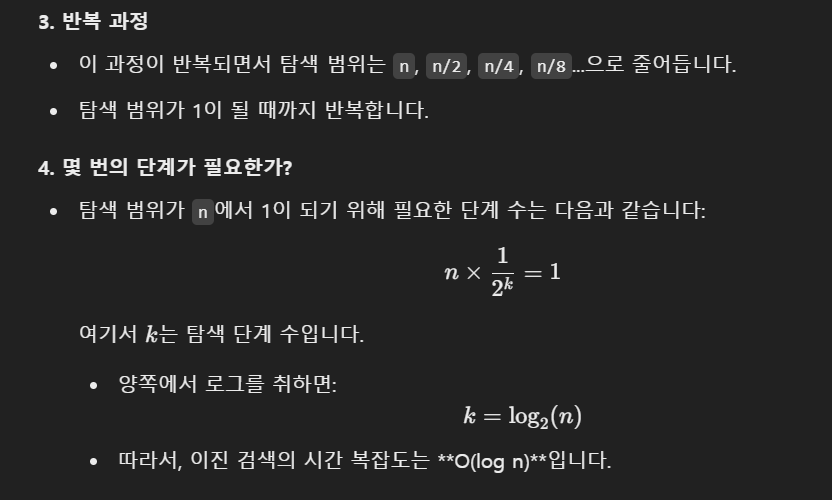 3. 반복 과정
• 이 과정이 반복되면서 탐색 범위는 n, n/2, n/4, n/8…으로 줄어듭니다.
• 탐색 범위가 1이 될 때까지 반복합니다.
4. 몇 번의 단계가 필요한가?
• 탐색 범위가 n에서 1이 되기 위해 필요한 단계 수는 다음과 같습니다:
n × 1/2^k = 1
여기서 k는 탐색 단계 수입니다.
• 양쪽에서 로그를 취하면:
k = log₂(n)
• 따라서, 이진 검색의 시간 복잡도는 **O(log n)**입니다.